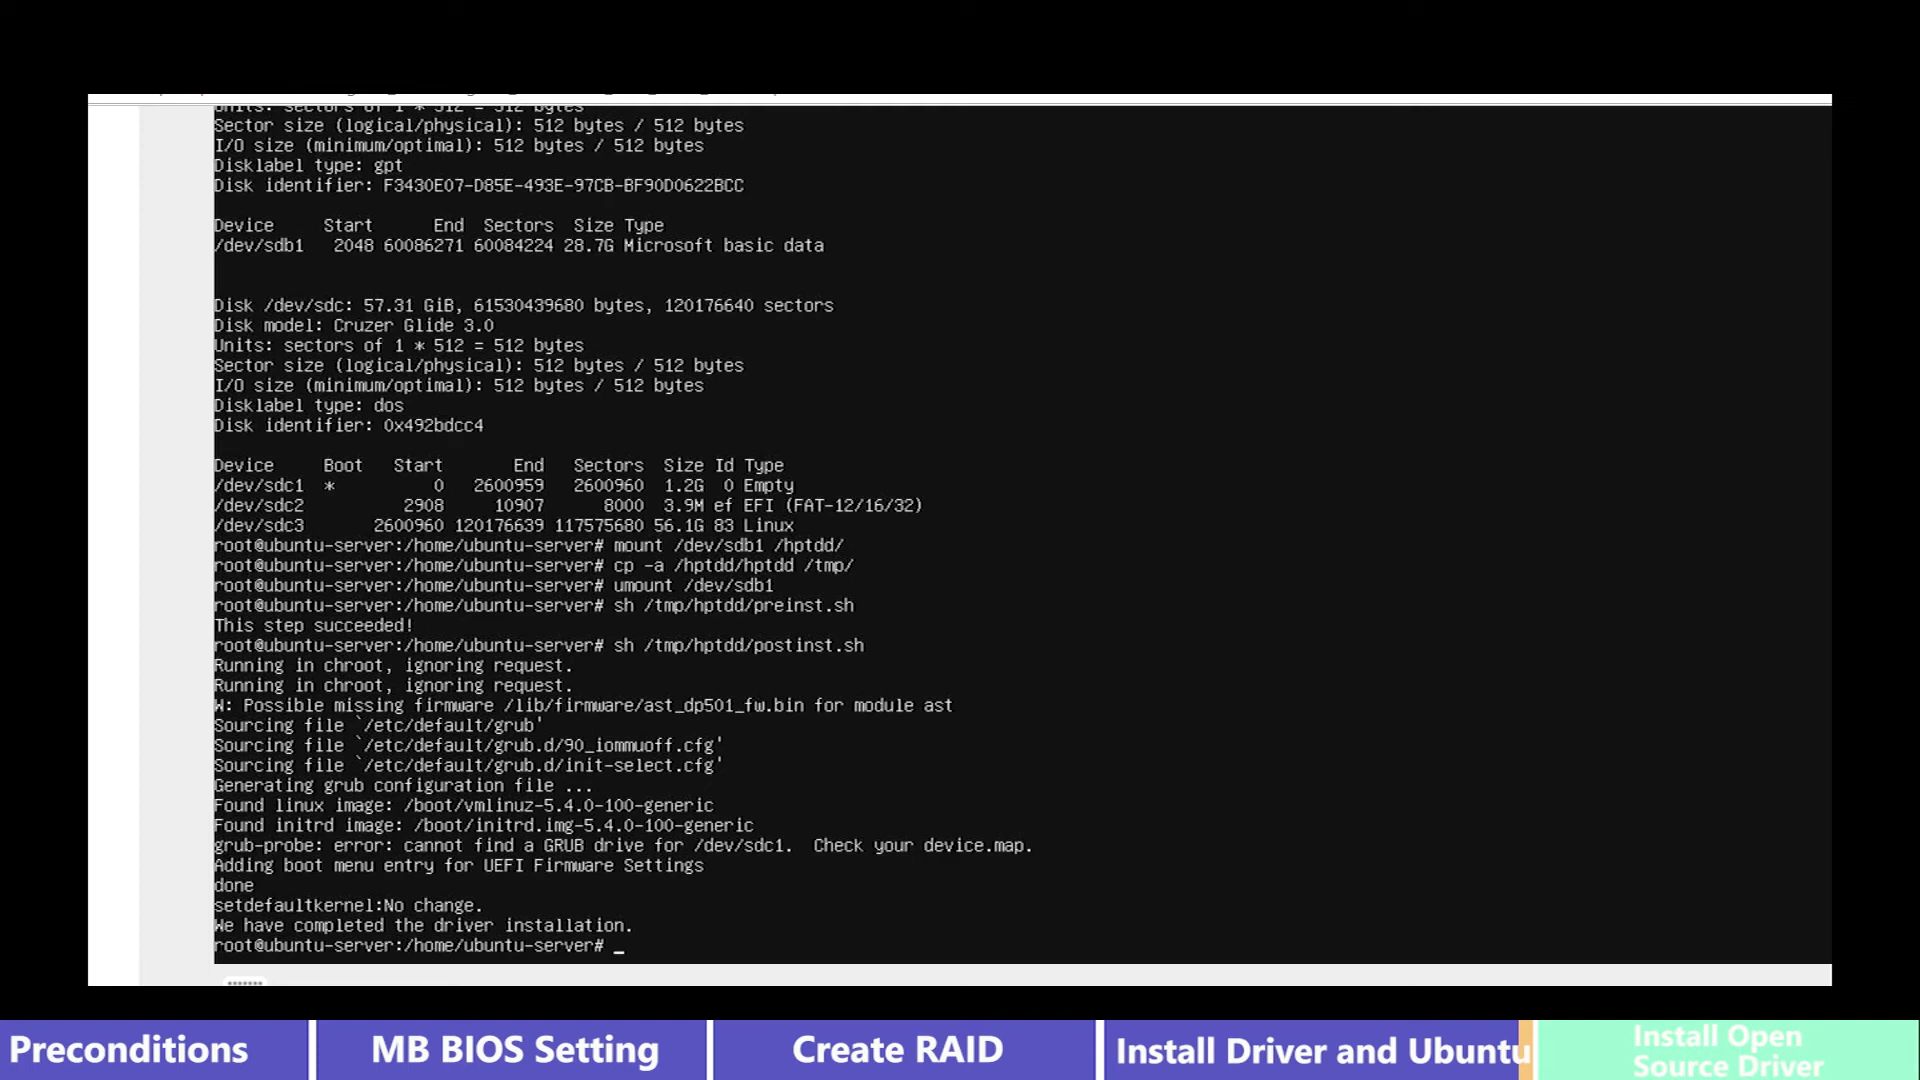 Units: sectors of 1 * 512 = 512 bytes
Sector size (logical/physical): 512 bytes / 512 bytes
I/O size (minimum/optimal): 512 bytes / 512 bytes
Disklabel type: gpt
Disk identifier: F3430E07-D85E-493E-97CB-BF90D0622BCC
Device Start End Sectors Size Type
/dev/sdb1 2048 60086271 60084224 28.7G Microsoft basic data
Disk /dev/sdc: 57.31 GiB, 61530439680 bytes, 120176640 sectors
Disk model: Cruzer Glide 3.0
Units: sectors of 1 * 512 = 512 bytes
Sector size (logical/physical): 512 bytes / 512 bytes
I/O size (minimum/optimal): 512 bytes / 512 bytes
Disklabel type: dos
Disk identifier: 0x492bdcc4
Device Boot Start End Sectors Size Id Type
/dev/sdc1 * 0 2600959 2600960 1.2G 0 Empty
/dev/sdc2 2908 10907 8000 3.9M ef EFI (FAT-12/16/32)
/dev/sdc3 2600960 120176639 117575680 56.1G 83 Linux
root@ubuntu-server:/home/ubuntu-server# mount /dev/sdb1 /hptdd/
root@ubuntu-server:/home/ubuntu-server# cp -a /hptdd/hptdd /tmp/
root@ubuntu-server:/home/ubuntu-server# umount /dev/sdb1
root@ubuntu-server:/home/ubuntu-server# sh /tmp/hptdd/preinst.sh
This step succeeded!
root@ubuntu-server:/home/ubuntu-server# sh /tmp/hptdd/postinst.sh
Running in chroot, ignoring request.
Running in chroot, ignoring request.
W: Possible missing firmware /lib/firmware/ast_dp501_fw.bin for module ast
Sourcing file `/etc/default/grub'
Sourcing file `/etc/default/grub.d/90_iommuoff.cfg'
Sourcing file `/etc/default/grub.d/init-select.cfg'
Generating grub configuration file ...
Found linux image: /boot/vmlinuz-5.4.0-100-generic
Found initrd image: /boot/initrd.img-5.4.0-100-generic
grub-probe: error: cannot find a GRUB drive for /dev/sdc1.  Check your device.map.
Adding boot menu entry for UEFI Firmware Settings
done
setdefaultkernel:No change.
We have completed the driver installation.
root@ubuntu-server:/home/ubuntu-server# _
Preconditions
MB BIOS Setting
Create RAID
Install Driver and Ubuntu
Install Open
Source Driver